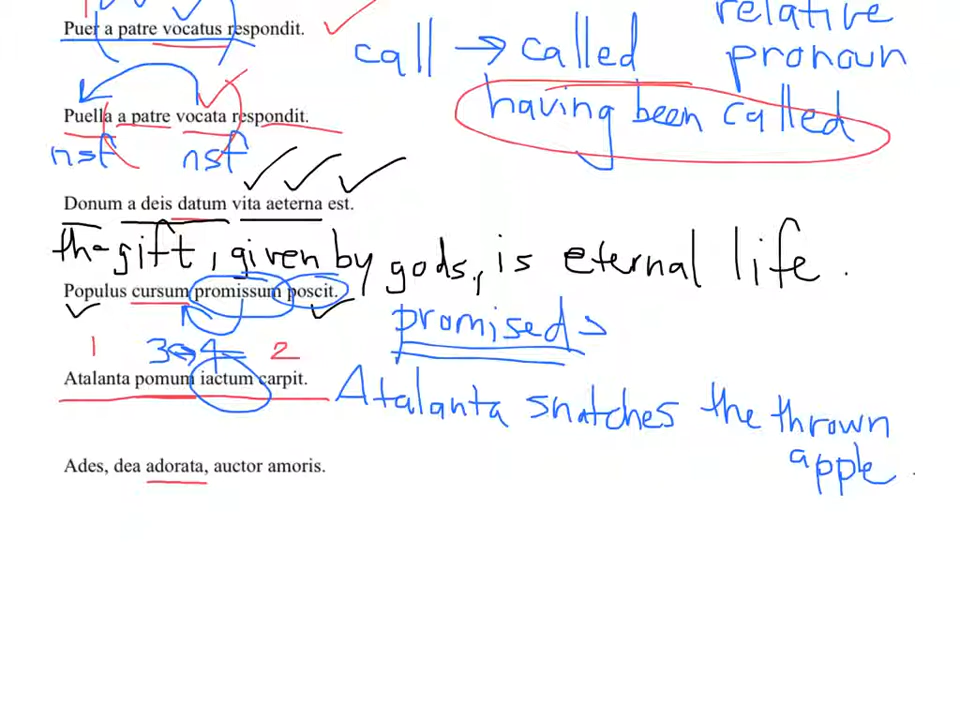 Puer a patre vocatus respondit.
relative
call → called pronoun
having been called
Puella a patre vocata respondit.
nsf nsf
Donum a deis datum vita aeterna est.
the gift, given by gods, is eternal life.
Populus cursum promissum poscit.
promised
1 3 4 2
Atalanta pomum iactum carpit.
Atalanta snatches the thrown
apple
Ades, dea adorata, auctor amoris.